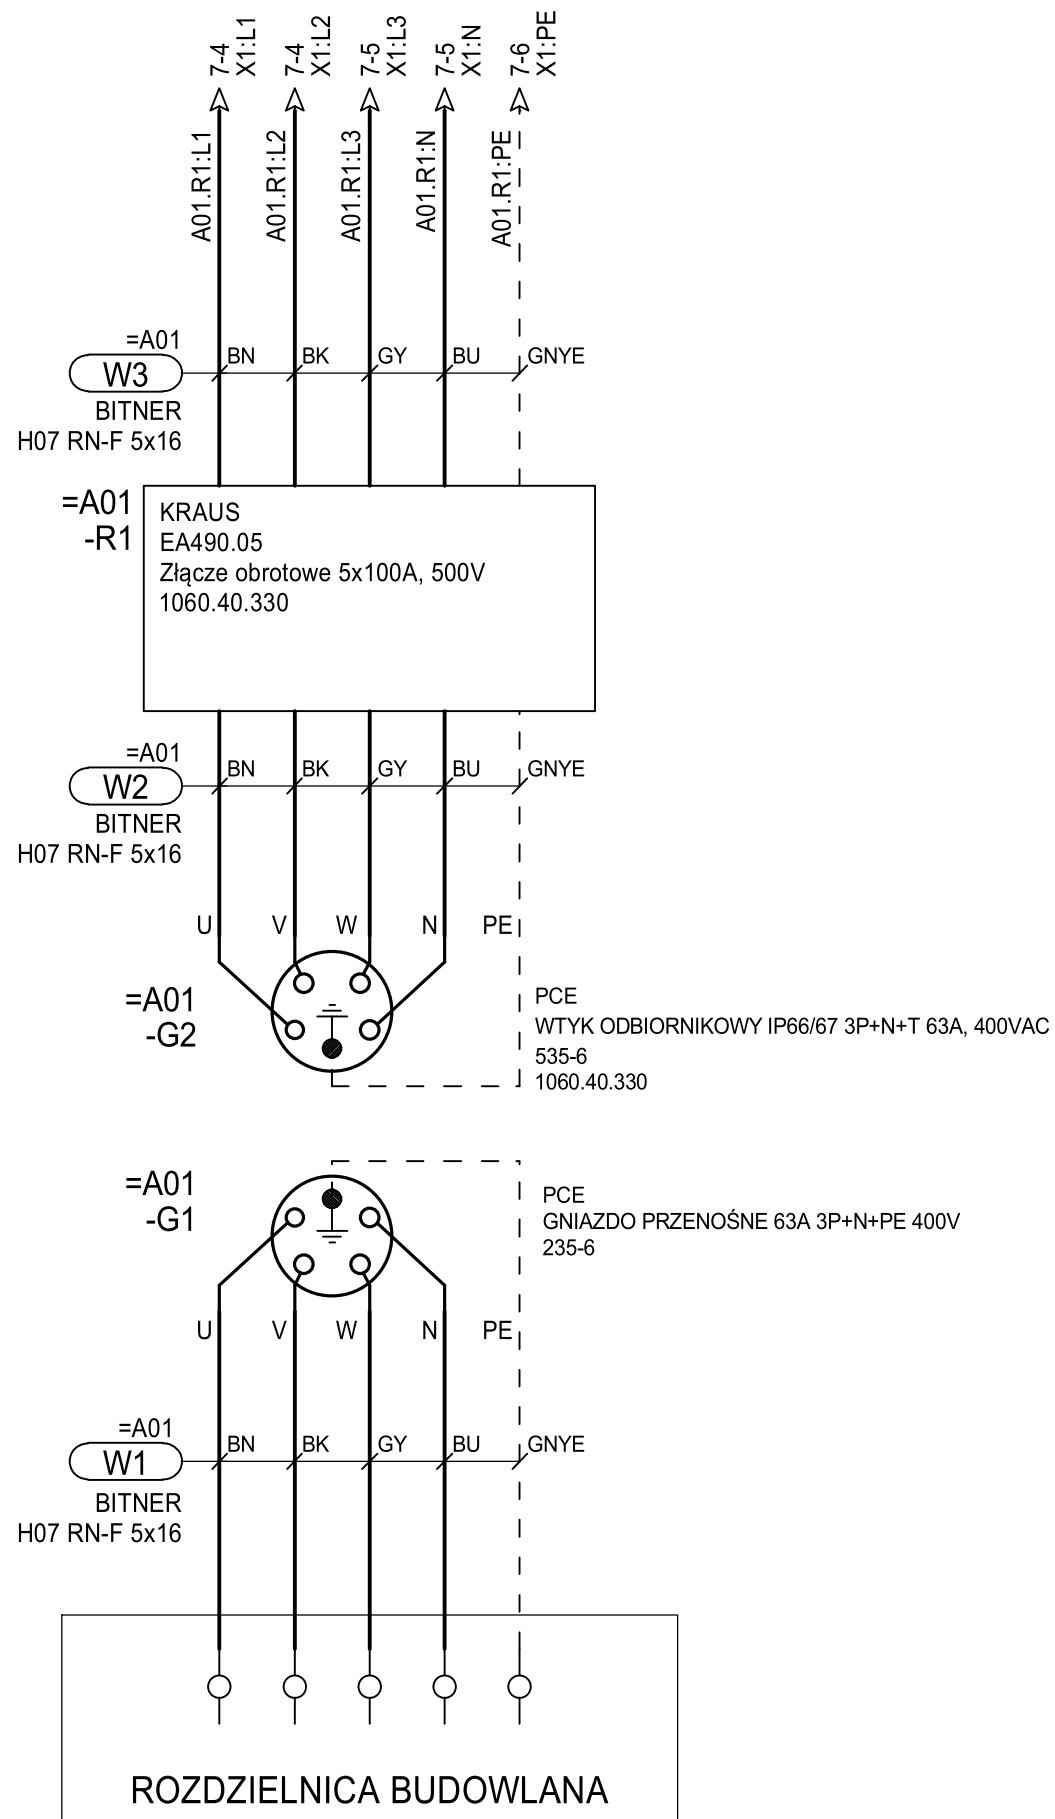 7-4
X1:L1
7-4
X1:L2
7-5
X1:L3
7-5
X1:N
7-6
X1:PE
A01.R1:L1
A01.R1:L2
A01.R1:L3
A01.R1:N
A01.R1:PE
=A01
W3
BITNER
H07 RN-F 5x16
BN
BK
GY
BU
GNYE
=A01
-R1
KRAUS
EA490.05
Złącze obrotowe 5x100A, 500V
1060.40.330
=A01
W2
BITNER
H07 RN-F 5x16
BN
BK
GY
BU
GNYE
U
V
W
N
PE
=A01
-G2
PCE
WTYK ODBIORNIKOWY IP66/67 3P+N+T 63A, 400VAC
535-6
1060.40.330
=A01
-G1
PCE
GNIAZDO PRZENOŚNE 63A 3P+N+PE 400V
235-6
U
V
W
N
PE
=A01
W1
BITNER
H07 RN-F 5x16
BN
BK
GY
BU
GNYE
ROZDZIELNICA BUDOWLANA